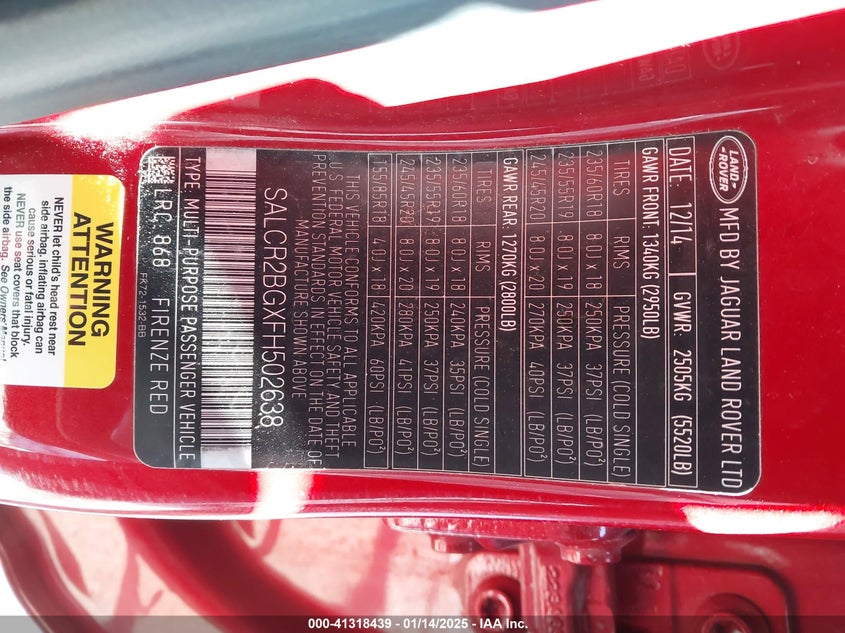 LAND
ROVER
MFD BY JAGUAR LAND ROVER LTD
DATE: 12/14 GVWR: 2505KG (5520LB)
GAWR FRONT: 1340KG (2950LB)
TIRES RIMS PRESSURE (COLD SINGLE)
235/60R18 8.0J x 18 250KPA 37PSI (LB/PO²)
235/55R19 8.0J x 19 250KPA 37PSI (LB/PO²)
245/45R20 8.0J x 20 270KPA 40PSI (LB/PO²)
GAWR REAR: 1270KG (2800LB)
TIRES RIMS PRESSURE (COLD SINGLE)
235/60R18 8.0J x 18 240KPA 35PSI (LB/PO²)
235/55R19 8.0J x 19 250KPA 37PSI (LB/PO²)
245/45R20 8.0J x 20 280KPA 41PSI (LB/PO²)
155/85R18 4.0J x 18 420KPA 60PSI (LB/PO²)
THIS VEHICLE CONFORMS TO ALL APPLICABLE
U.S. FEDERAL MOTOR VEHICLE SAFETY AND THEFT
PREVENTION STANDARDS IN EFFECT ON THE DATE OF
MANUFACTURE SHOWN ABOVE
SALCR2BGXFH502638
TYPE: MULTI-PURPOSE PASSENGER VEHICLE
LRC 868 FIRENZE RED
FK72-1532-BB
WARNING
ATTENTION
NEVER let child's head rest near
side airbag. inflating airbag can
cause serious or fatal injury.
NEVER use seat covers that block
the side airbag. See Owners Manual
000-41318439 - 01/14/2025 - IAA Inc.